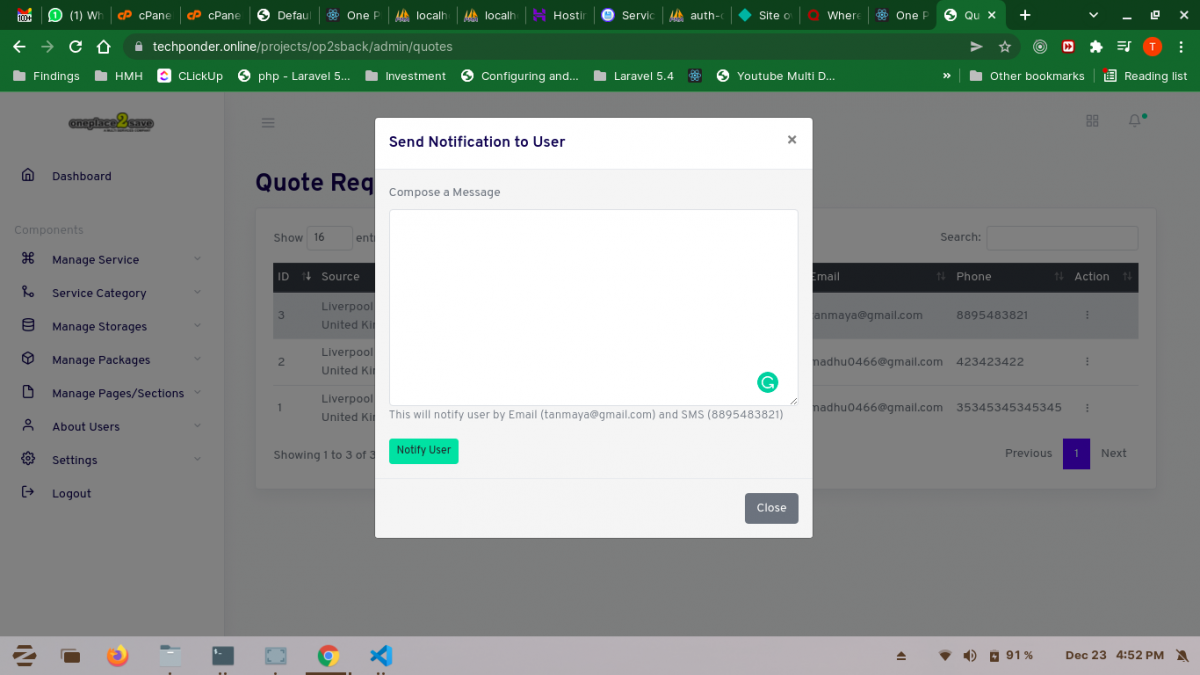 (1) Wh
cPane
cPane
Defau
One P
localh
localh
Hostin
Servic
auth-c
Site o
Where
One P
Qu
techponder.online/projects/op2sback/admin/quotes
T
Findings
HMH
CLickUp
php - Laravel 5...
Investment
Configuring and...
Laravel 5.4
Youtube Multi D...
»
Other bookmarks
Reading list
oneplace2save
Dashboard
Components
Manage Service
Service Category
Manage Storages
Manage Packages
Manage Pages/Sections
About Users
Settings
Logout
Quote Req
Show 16 entr
Search:
ID Source Email Phone Action
3 Liverpool tanmaya@gmail.com 8895483821
United Kin
2 Liverpool madhu0466@gmail.com 423423422
United Kin
1 Liverpool madhu0466@gmail.com 35345345345345
United Kin
Showing 1 to 3 of 3
Previous 1 Next
Send Notification to User
×
Compose a Message
This will notify user by Email (tanmaya@gmail.com) and SMS (8895483821)
Notify User
Close
91 %
Dec 23 4:52 PM